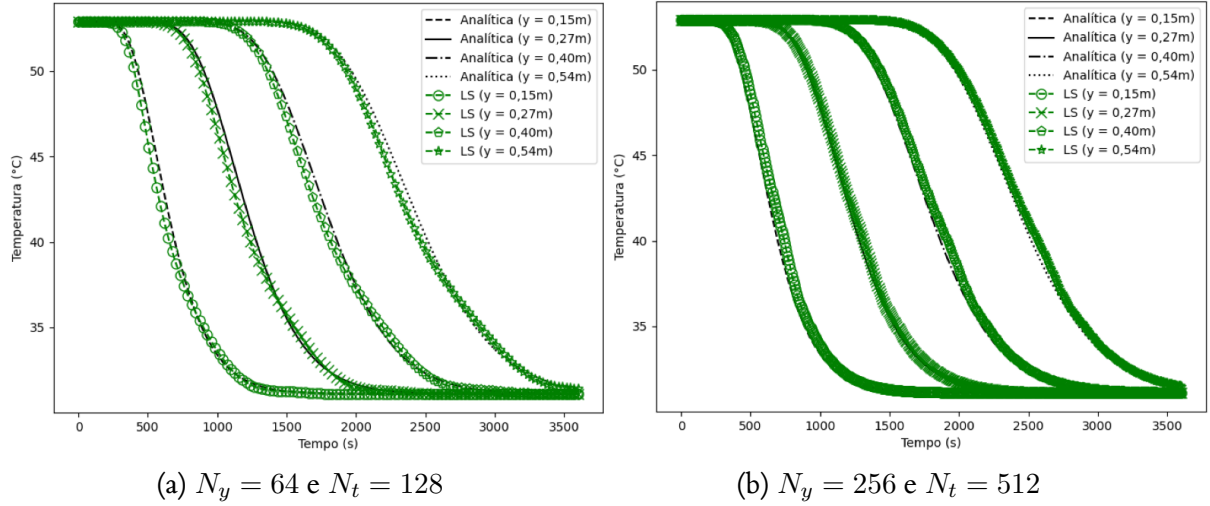 50
45
40
35
0
500
1000
1500
2000
2500
3000
3500
Temperatura (°C)
Tempo (s)
Analítica (y = 0,15m)
Analítica (y = 0,27m)
Analítica (y = 0,40m)
Analítica (y = 0,54m)
LS (y = 0,15m)
LS (y = 0,27m)
LS (y = 0,40m)
LS (y = 0,54m)
(a) N_y = 64 e N_t = 128
50
45
40
35
0
500
1000
1500
2000
2500
3000
3500
Temperatura (°C)
Tempo (s)
Analítica (y = 0,15m)
Analítica (y = 0,27m)
Analítica (y = 0,40m)
Analítica (y = 0,54m)
LS (y = 0,15m)
LS (y = 0,27m)
LS (y = 0,40m)
LS (y = 0,54m)
(b) N_y = 256 e N_t = 512